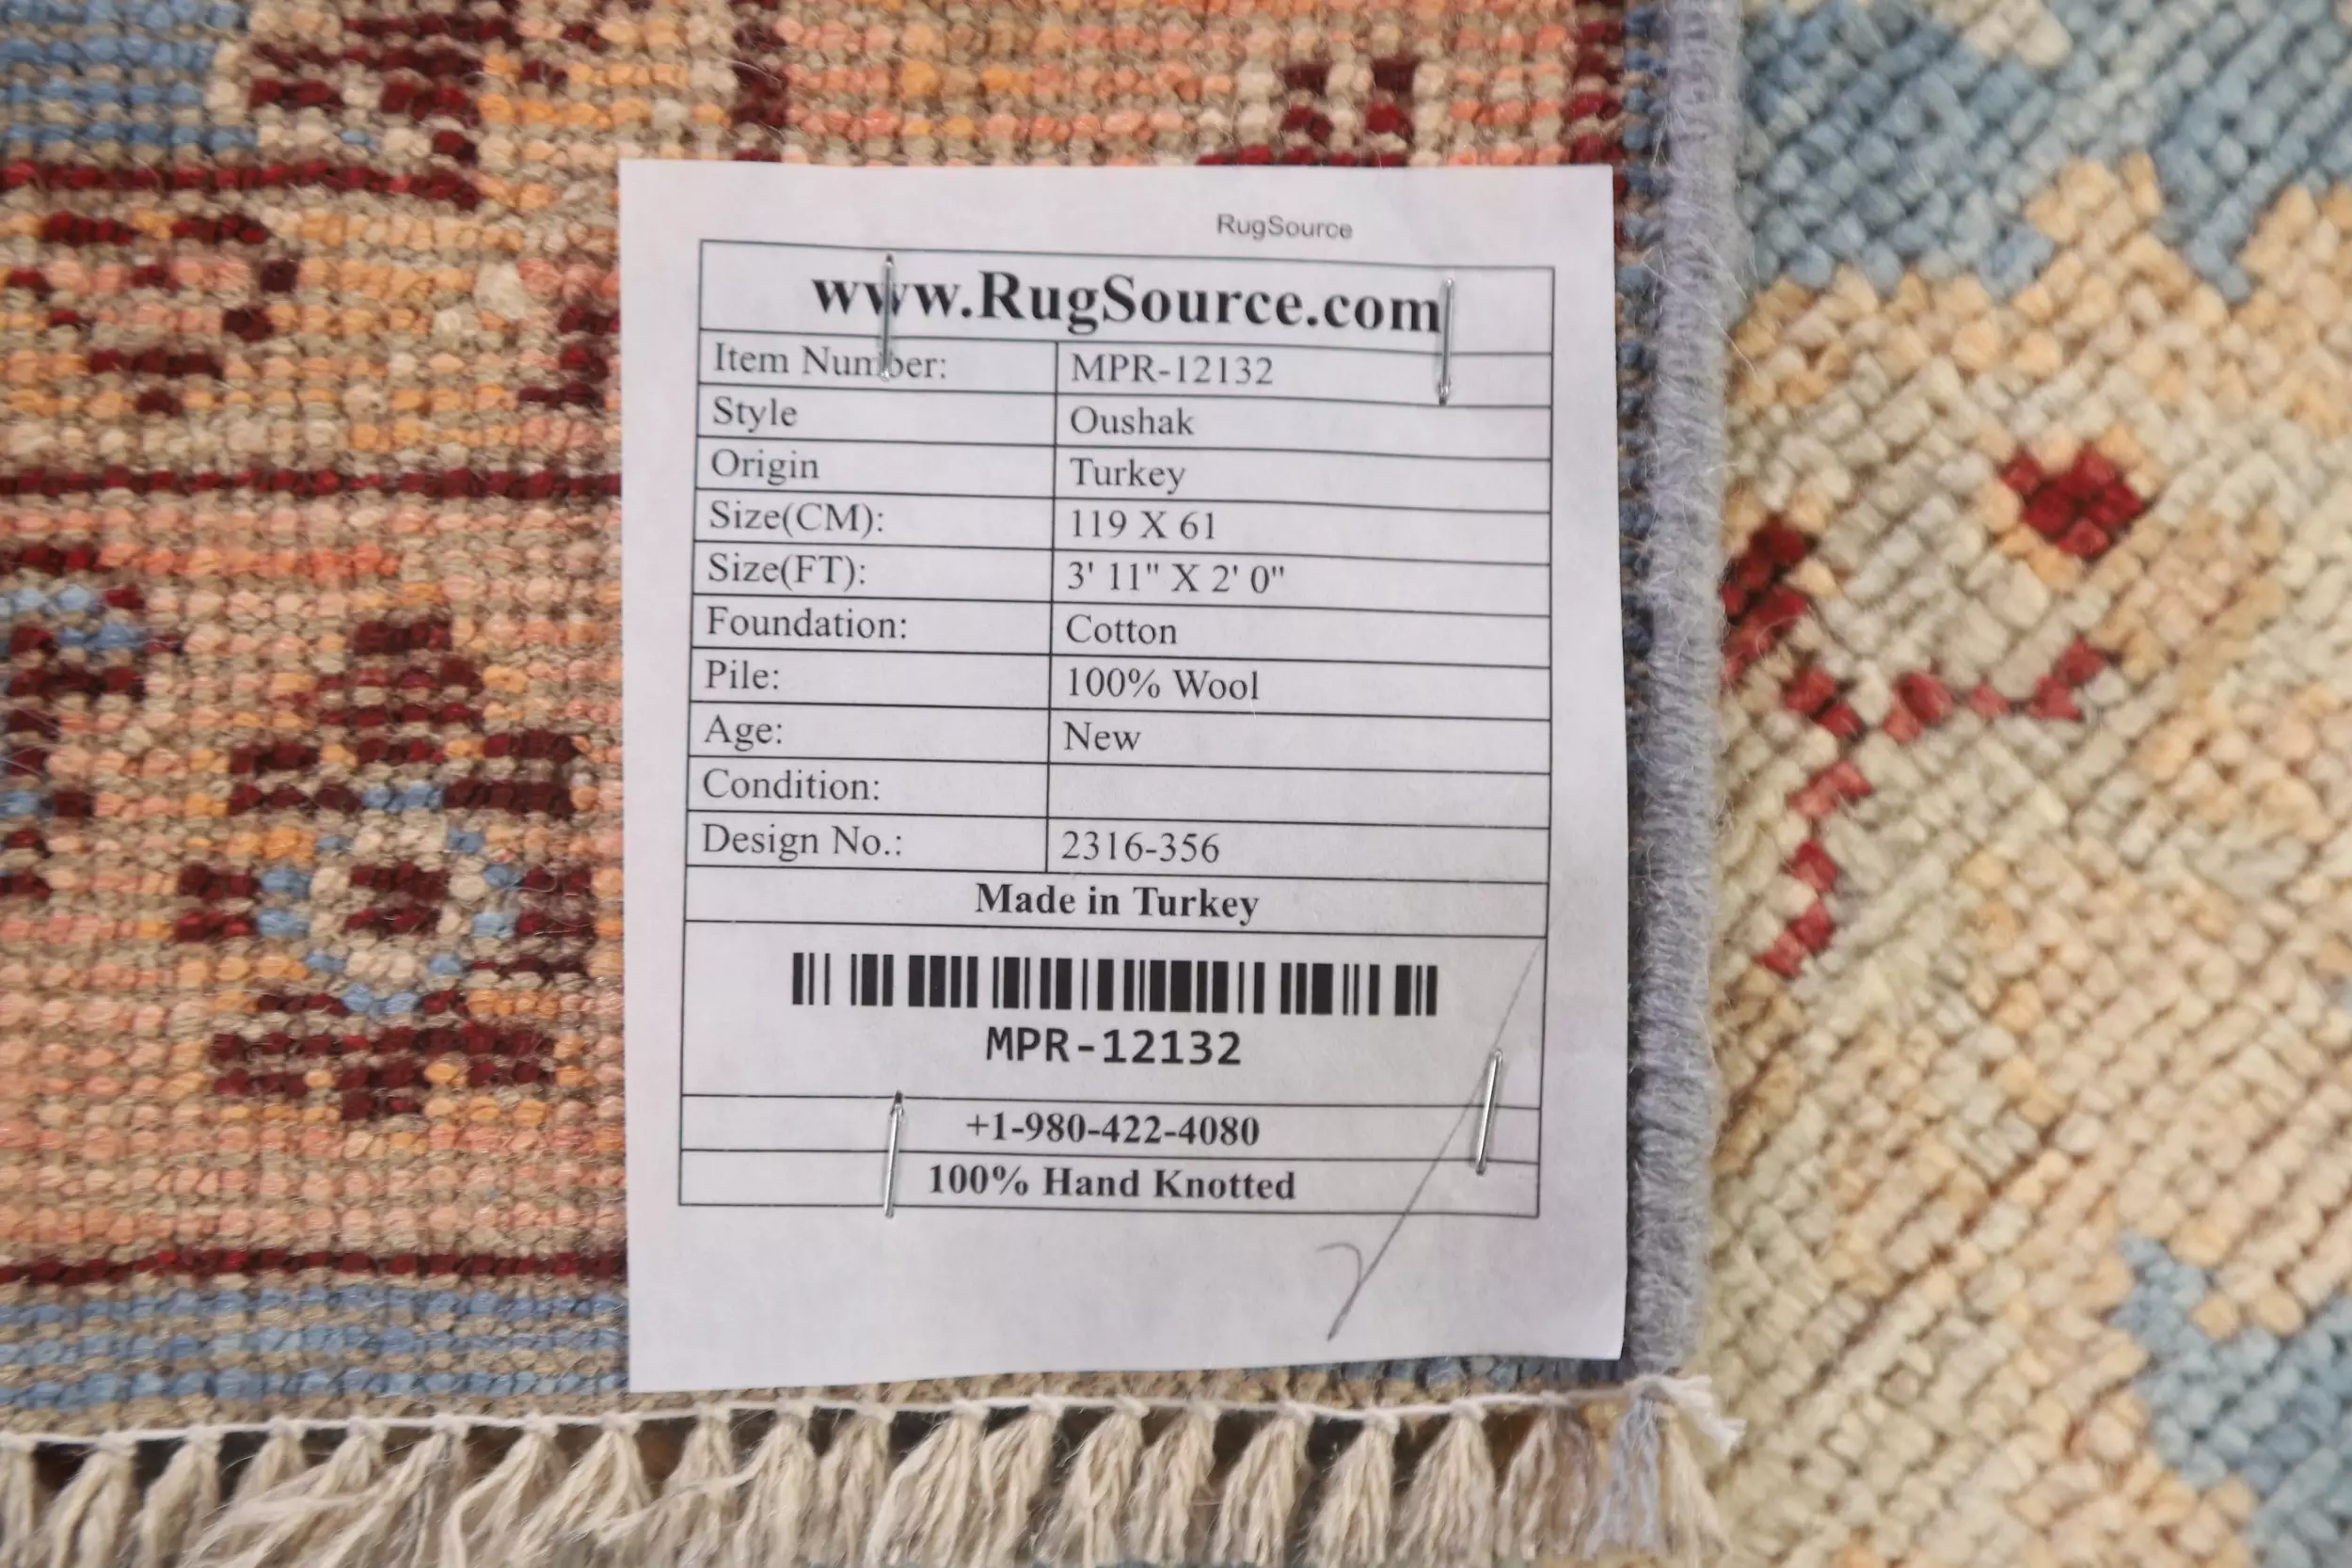 RugSource
www.RugSource.com
Item Number: MPR-12132
Style Oushak
Origin Turkey
Size(CM): 119 X 61
Size(FT): 3' 11" X 2' 0"
Foundation: Cotton
Pile: 100% Wool
Age: New
Condition:
Design No.: 2316-356
Made in Turkey
MPR-12132
+1-980-422-4080
100% Hand Knotted